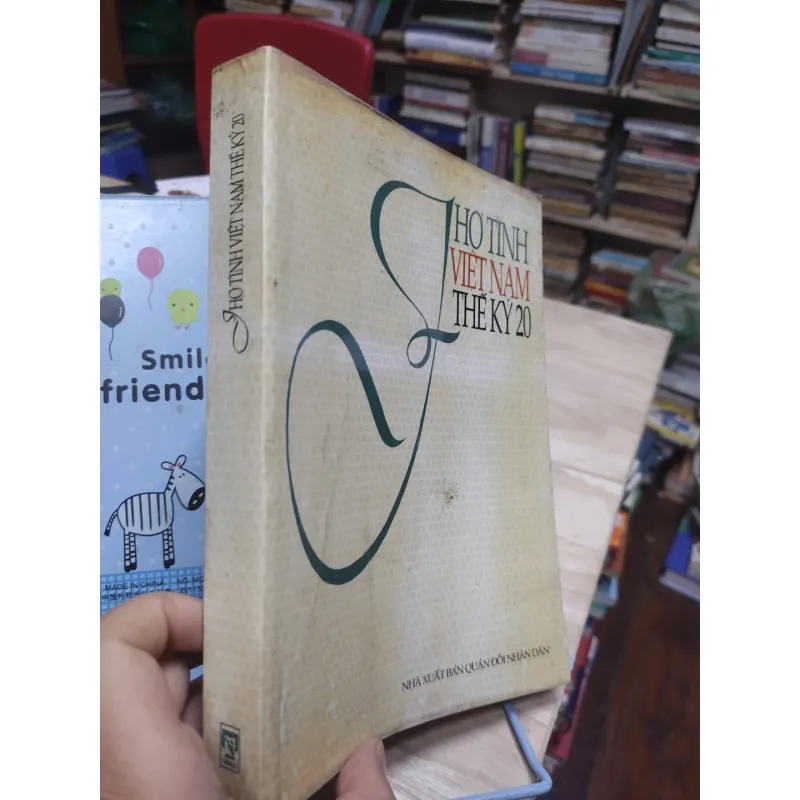 THƠ TÌNH
VIỆT NAM
THẾ KỶ 20
NHÀ XUẤT BẢN QUÂN ĐỘI NHÂN DÂN
THƠ TÌNH VIỆT NAM THẾ KỶ 20
Smile
friend
MADE IN CHINA